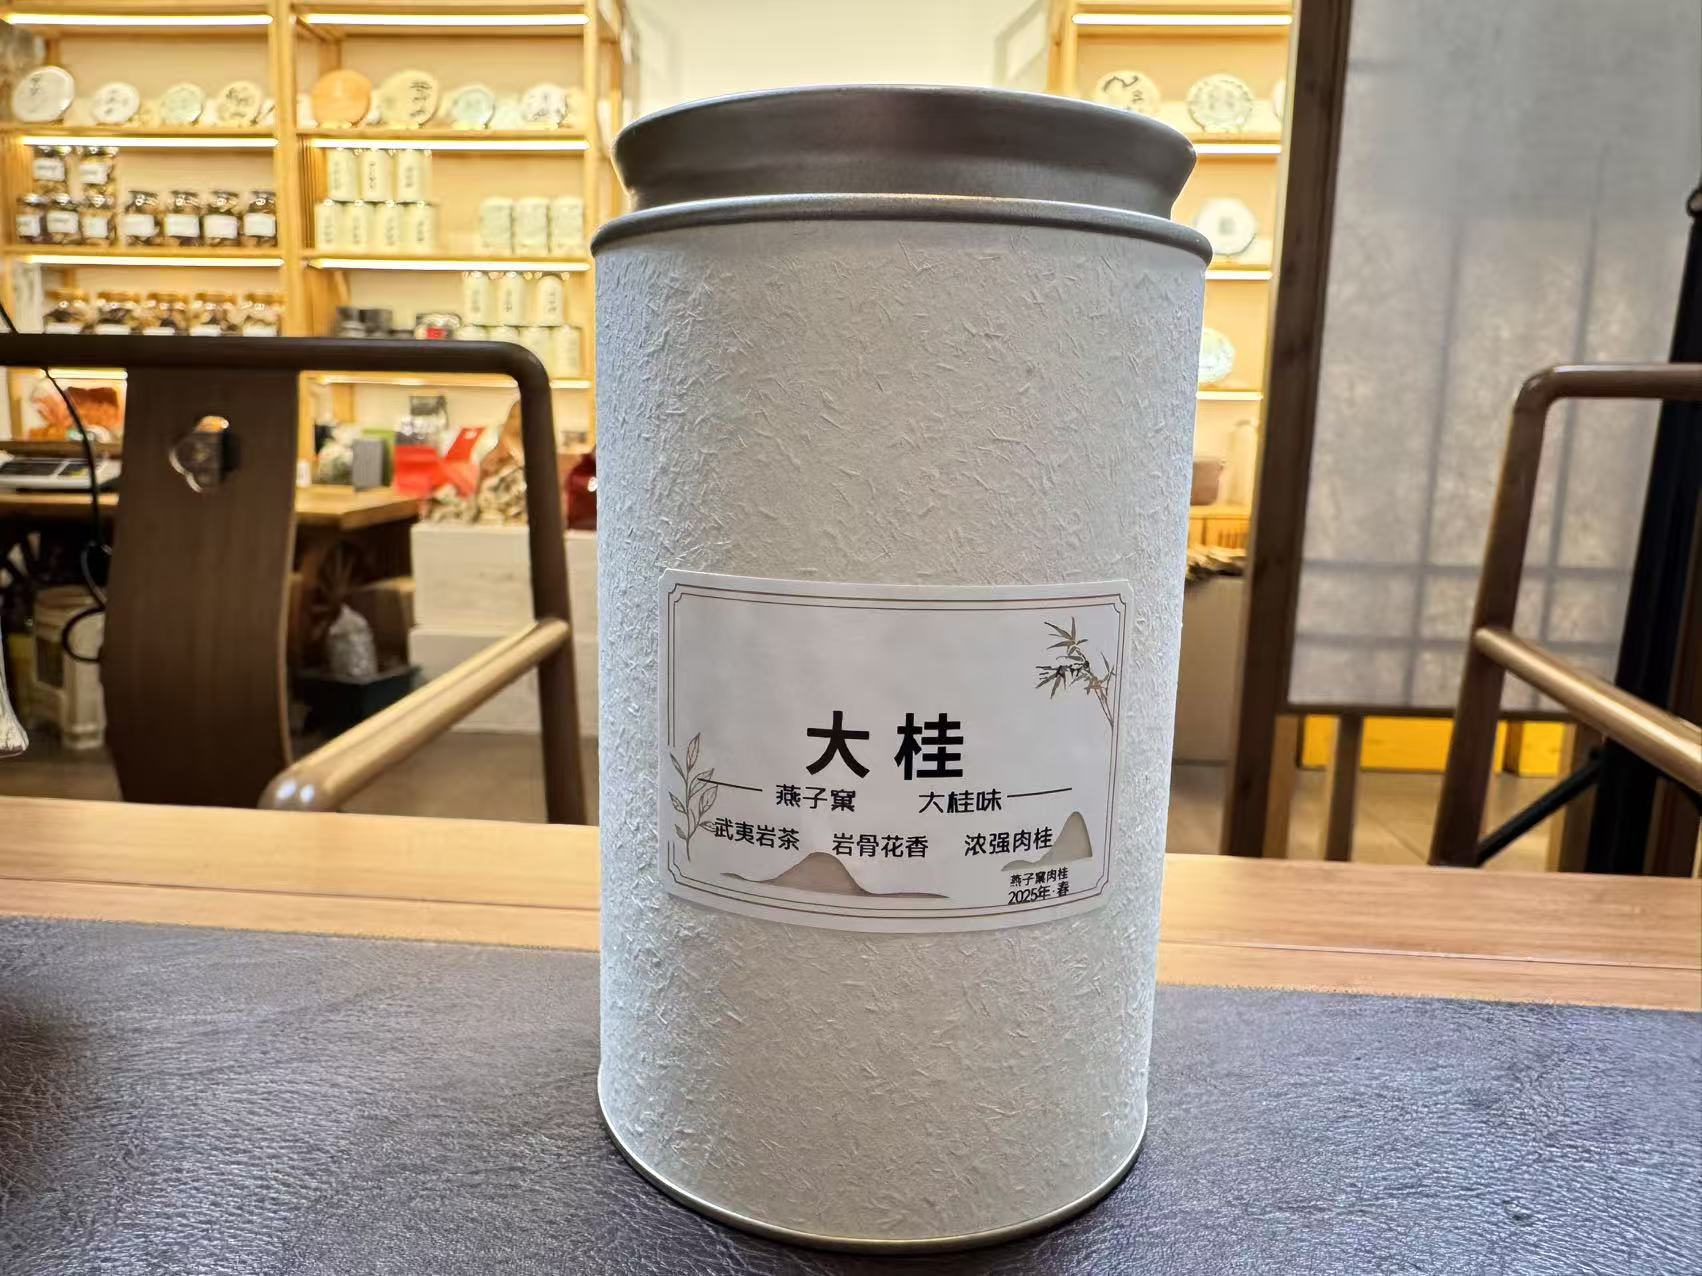 大桂
燕子窠 大桂味
武夷岩茶 岩骨花香 浓强肉桂
燕子窠肉桂
2025年·春